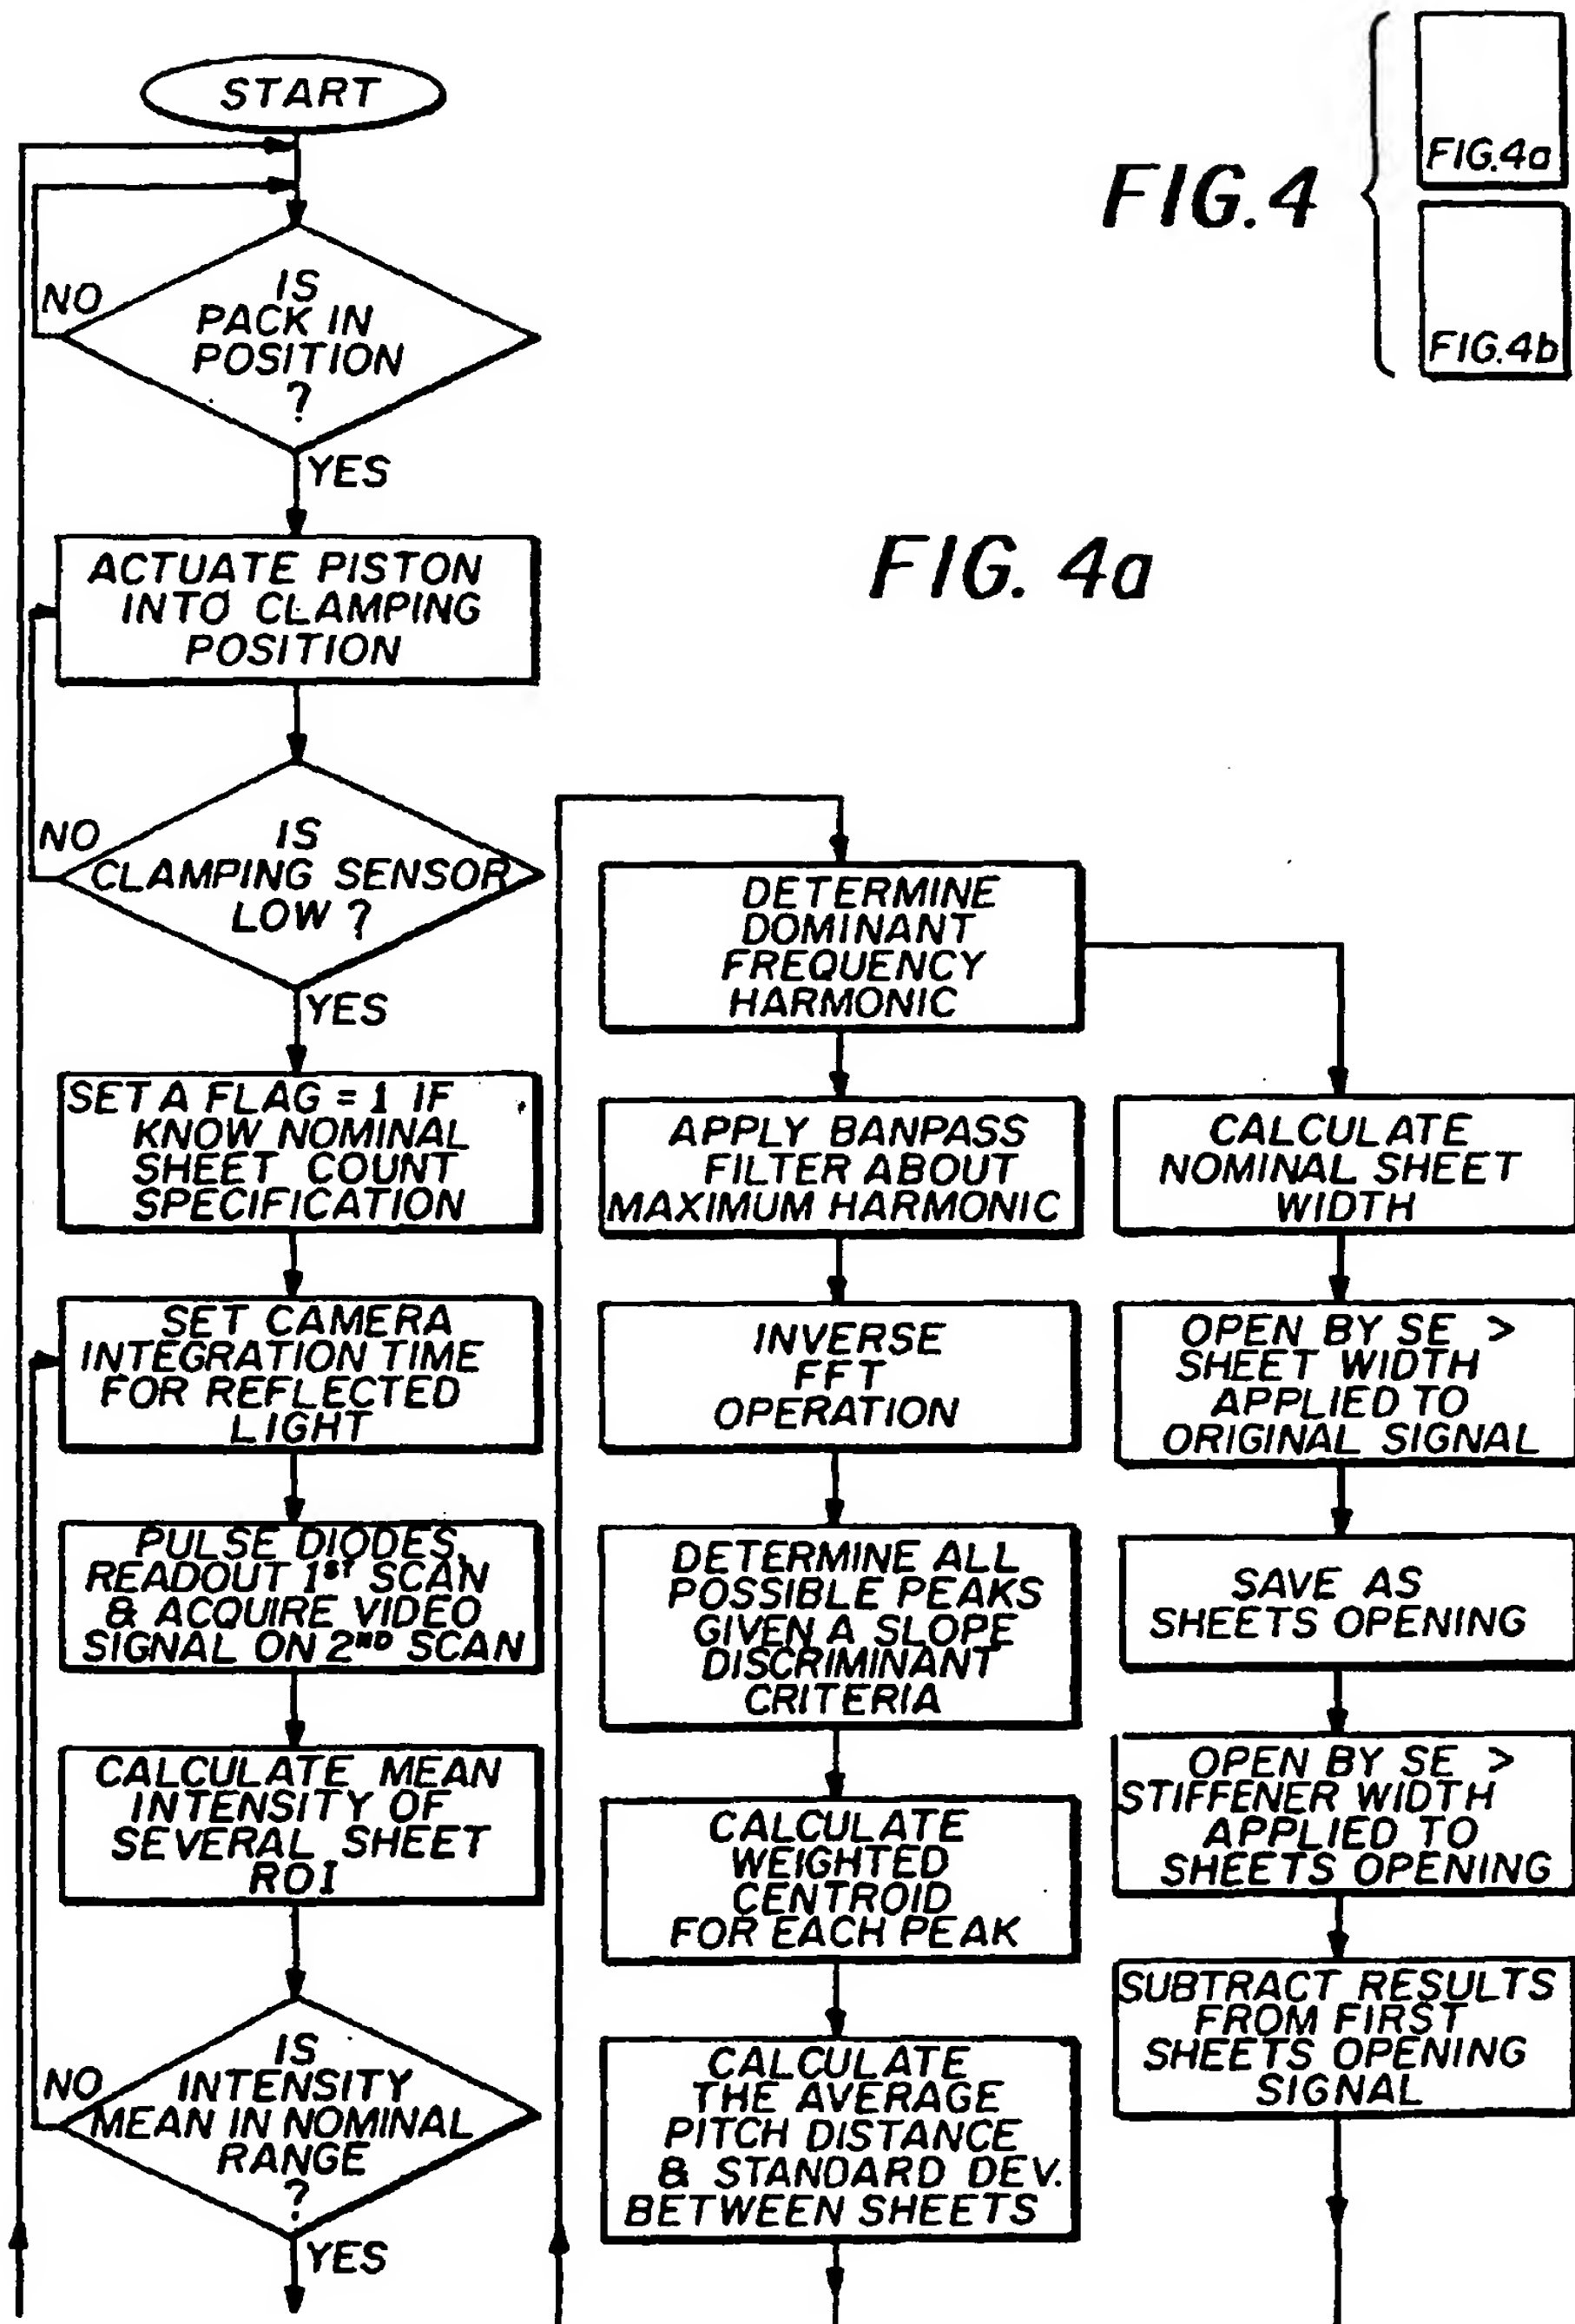 START
IS
PACK IN
POSITION
?
NO
YES
ACTUATE PISTON
INTO CLAMPING
POSITION
IS
CLAMPING SENSOR
LOW ?
NO
YES
SET A FLAG = 1 IF
KNOW NOMINAL
SHEET COUNT
SPECIFICATION
SET CAMERA
INTEGRATION TIME
FOR REFLECTED
LIGHT
PULSE DIODES,
READOUT 1ST SCAN
& ACQUIRE VIDEO
SIGNAL ON 2ND SCAN
CALCULATE MEAN
INTENSITY OF
SEVERAL SHEET
ROI
IS
INTENSITY
MEAN IN NOMINAL
RANGE
?
NO
YES
FIG.4
FIG.4a
FIG.4b
FIG. 4a
DETERMINE
DOMINANT
FREQUENCY
HARMONIC
APPLY BANPASS
FILTER ABOUT
MAXIMUM HARMONIC
INVERSE
FFT
OPERATION
DETERMINE ALL
POSSIBLE PEAKS
GIVEN A SLOPE
DISCRIMINANT
CRITERIA
CALCULATE
WEIGHTED
CENTROID
FOR EACH PEAK
CALCULATE
THE AVERAGE
PITCH DISTANCE
& STANDARD DEV.
BETWEEN SHEETS
CALCULATE
NOMINAL SHEET
WIDTH
OPEN BY SE >
SHEET WIDTH
APPLIED TO
ORIGINAL SIGNAL
SAVE AS
SHEETS OPENING
OPEN BY SE >
STIFFENER WIDTH
APPLIED TO
SHEETS OPENING
SUBTRACT RESULTS
FROM FIRST
SHEETS OPENING
SIGNAL